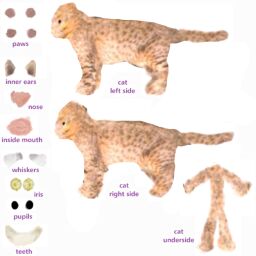 paws
inner ears
nose
inside mouth
whiskers
iris
pupils
teeth
cat
left side
cat
right side
cat
underside